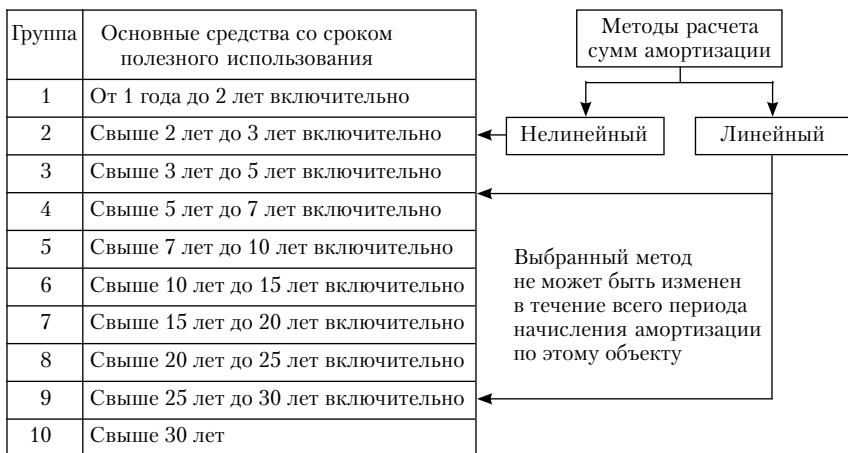 Группа
Основные средства со сроком
полезного использования
1
От 1 года до 2 лет включительно
2
Свыше 2 лет до 3 лет включительно
3
Свыше 3 лет до 5 лет включительно
4
Свыше 5 лет до 7 лет включительно
5
Свыше 7 лет до 10 лет включительно
6
Свыше 10 лет до 15 лет включительно
7
Свыше 15 лет до 20 лет включительно
8
Свыше 20 лет до 25 лет включительно
9
Свыше 25 лет до 30 лет включительно
10
Свыше 30 лет
Методы расчета
сумм амортизации
Нелинейный
Линейный
Выбранный метод
не может быть изменен
в течение всего периода
начисления амортизации
по этому объекту